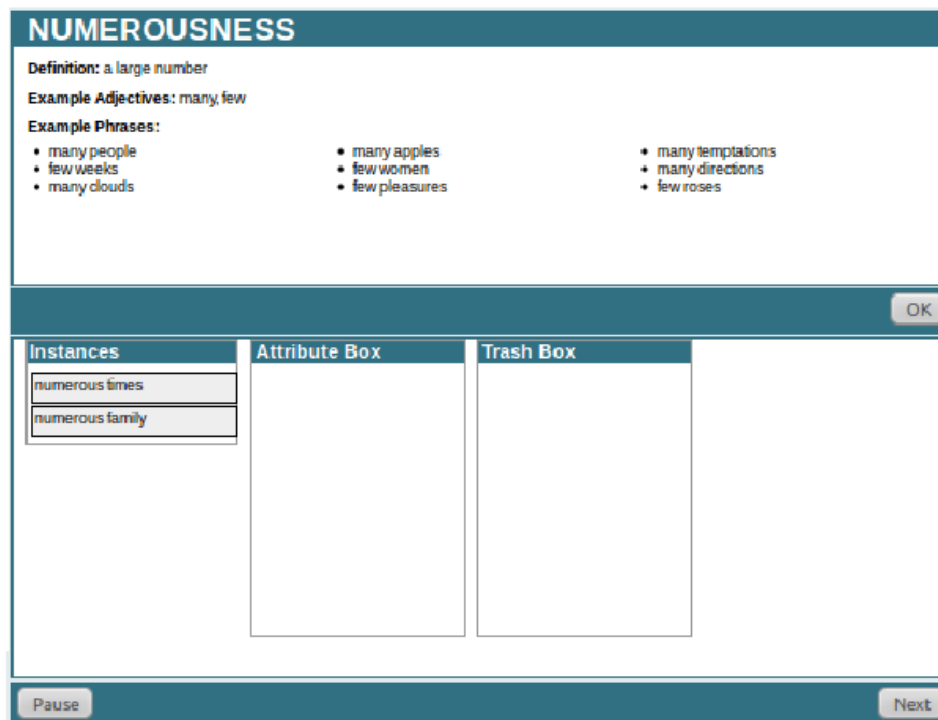 NUMEROUSNESS
Definition: a large number
Example Adjectives: many, few
Example Phrases:
• many people
• few weeks
• many clouds
• many apples
• few women
• few pleasures
• many temptations
• many directions
• few roses
OK
Instances
numerous times
numerous family
Attribute Box
Trash Box
Pause
Next